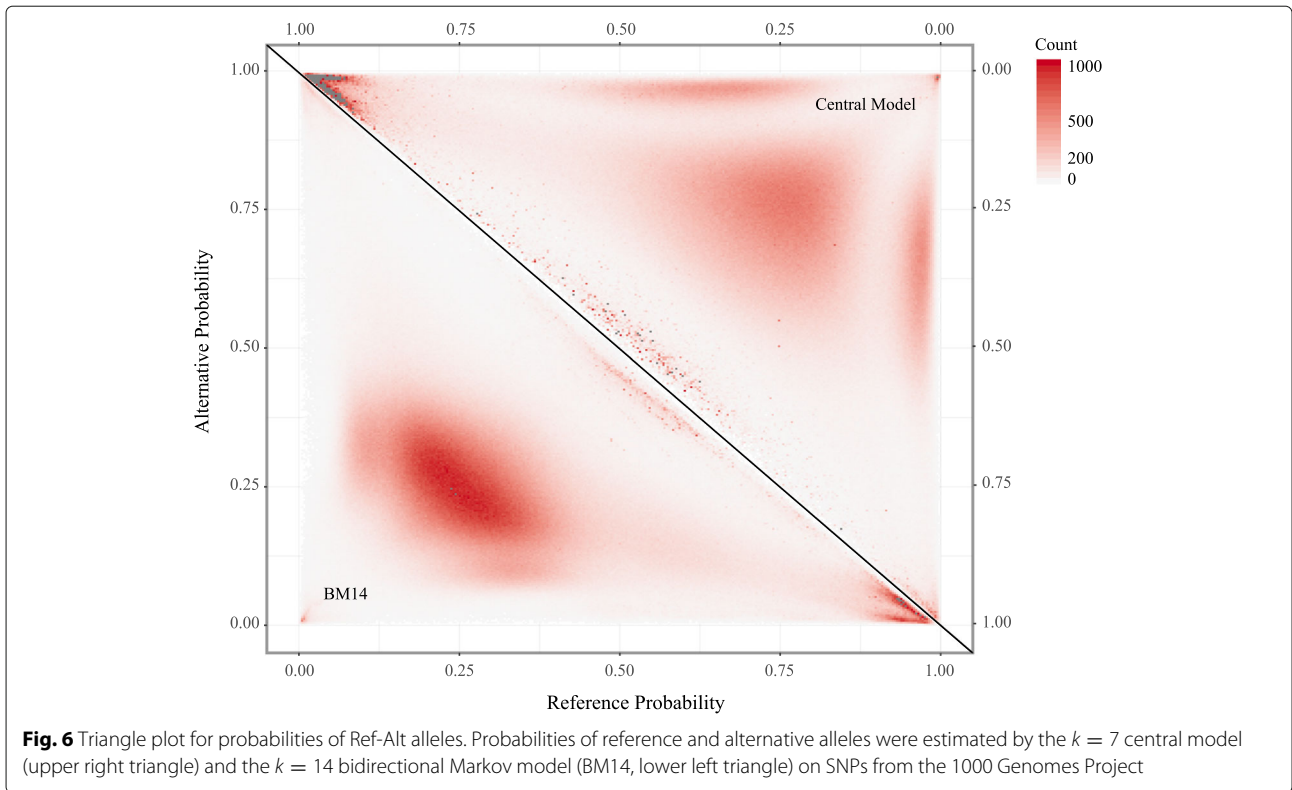 1.00 0.75 0.50 0.25 0.00
Count
1000
500
200
0
1.00 0.00
Central Model
0.75 0.25
Alternative Probability
0.50 0.50
0.25 0.75
BM14
0.00 1.00
0.00 0.25 0.50 0.75 1.00
Reference Probability
Fig. 6 Triangle plot for probabilities of Ref-Alt alleles. Probabilities of reference and alternative alleles were estimated by the k = 7 central model
(upper right triangle) and the k = 14 bidirectional Markov model (BM14, lower left triangle) on SNPs from the 1000 Genomes Project